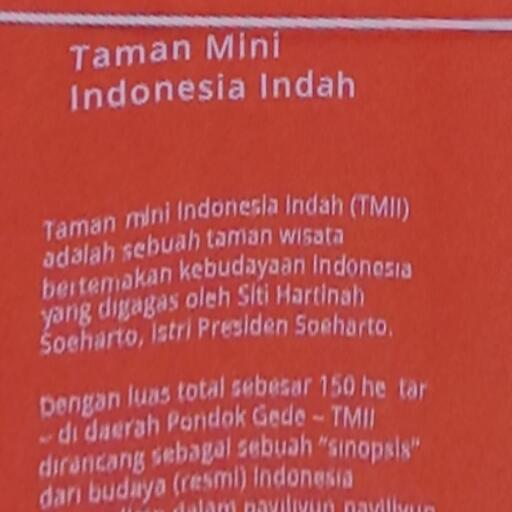 Taman Mini
Indonesia Indah
Taman mini Indonesia Indah (TMII)
adalah sebuah taman wisata
bertemakan kebudayaan Indonesia
yang digagas oleh Siti Hartinah
Soeharto, istri Presiden Soeharto.
Dengan luas total sebesar 150 he tar
– di daerah Pondok Gede – TMII
dirancang sebagai sebuah "sinopsis"
dari budaya (resmi) Indonesia
dalam paviliyun paviliyun